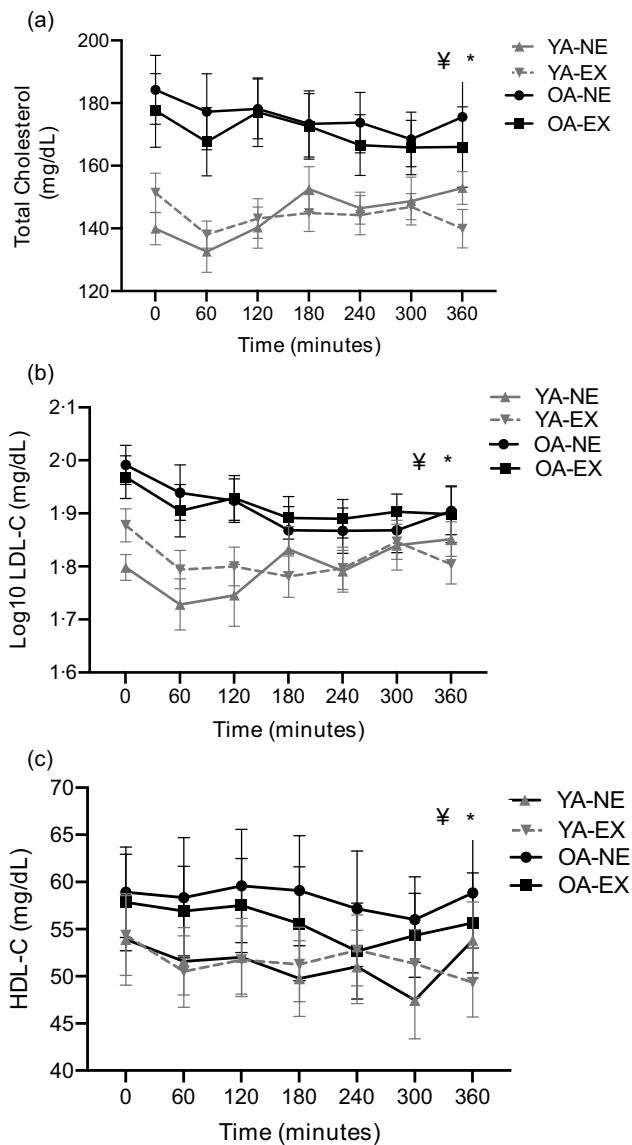 (a)
Total Cholesterol
(mg/dL)
200
180
160
140
120
0 60 120 180 240 300 360
Time (minutes)
¥ *
YA-NE
YA-EX
OA-NE
OA-EX
(b)
Log10 LDL-C (mg/dL)
2·1
2·0
1·9
1·8
1·7
1·6
0 60 120 180 240 300 360
Time (minutes)
¥ *
YA-NE
YA-EX
OA-NE
OA-EX
(c)
HDL-C (mg/dL)
70
65
60
55
50
45
40
0 60 120 180 240 300 360
Time (minutes)
¥ *
YA-NE
YA-EX
OA-NE
OA-EX